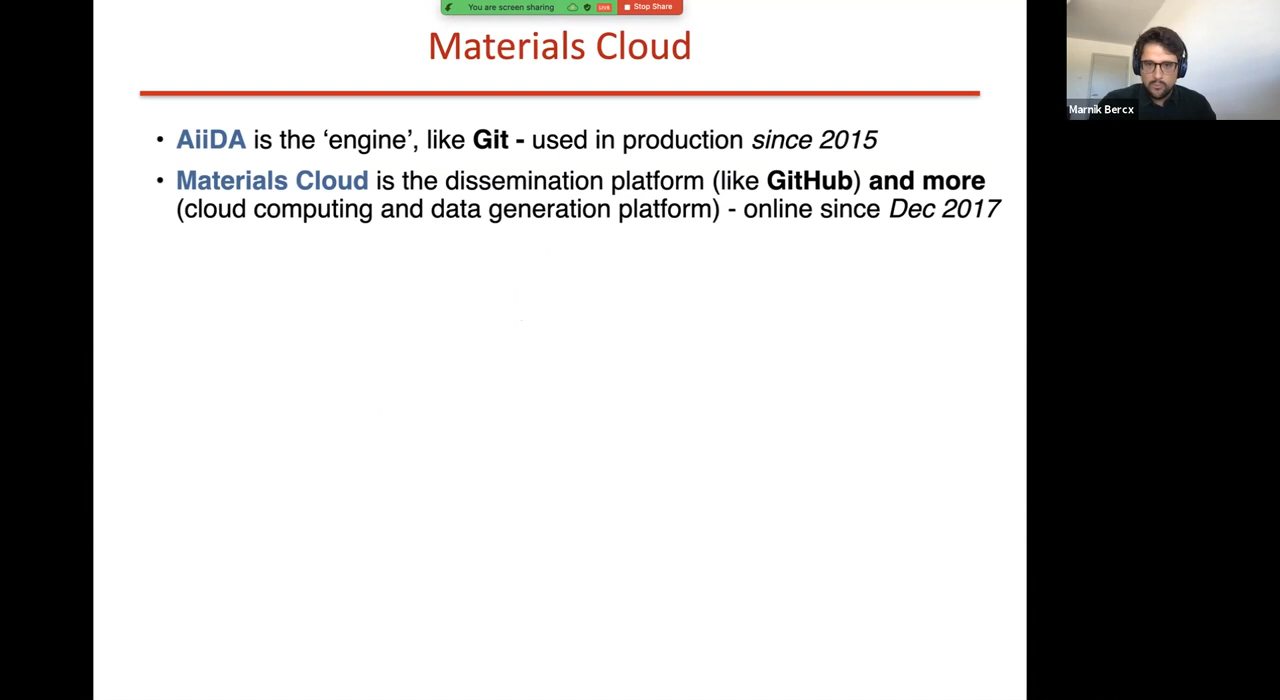 You are screen sharing LIVE Stop Share
Materials Cloud
Marnik Bercx
• AiiDA is the ‘engine’, like Git - used in production since 2015
• Materials Cloud is the dissemination platform (like GitHub) and more
(cloud computing and data generation platform) - online since Dec 2017